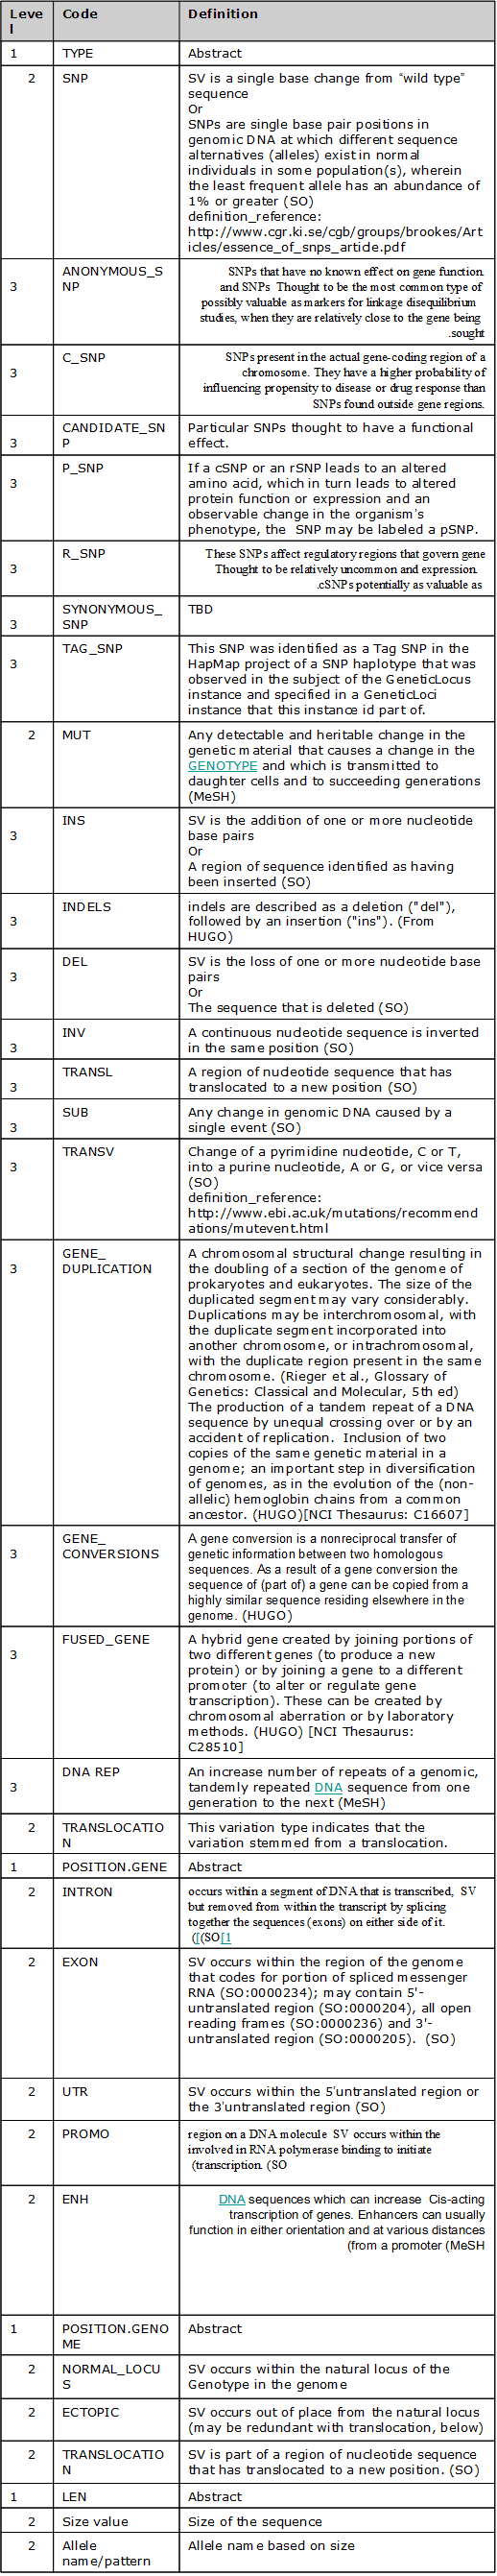 Leve
l
Code
Definition
1
TYPE
Abstract
2
SNP
SV is a single base change from “wild type”
sequence
Or
SNPs are single base pair positions in
genomic DNA at which different sequence
alternatives (alleles) exist in normal
individuals in some population(s), wherein
the least frequent allele has an abundance of
1% or greater (SO)
definition_reference:
http://www.cgr.ki.se/cgb/groups/brookes/Art
icles/essence_of_snps_article.pdf
3
ANONYMOUS_S
NP
SNPs that have no known effect on gene function.
and SNPs Thought to be the most common type of
possibly valuable as markers for linkage disequilibrium
studies, when they are relatively close to the gene being
.sought
3
C_SNP
SNPs present in the actual gene-coding region of a
chromosome. They have a higher probability of
influencing propensity to disease or drug response than
SNPs found outside gene regions.
3
CANDIDATE_SN
P
Particular SNPs thought to have a functional
effect.
3
P_SNP
If a cSNP or an rSNP leads to an altered
amino acid, which in turn leads to altered
protein function or expression and an
observable change in the organism's
phenotype, the SNP may be labeled a pSNP.
3
R_SNP
These SNPs affect regulatory regions that govern gene
Thought to be relatively uncommon and expression.
.cSNPs potentially as valuable as
3
SYNONYMOUS_
SNP
TBD
3
TAG_SNP
This SNP was identified as a Tag SNP in the
HapMap project of a SNP haplotype that was
observed in the subject of the GeneticLocus
instance and specified in a GeneticLoci
instance that this instance id part of.
2
MUT
Any detectable and heritable change in the
genetic material that causes a change in the
GENOTYPE and which is transmitted to
daughter cells and to succeeding generations
(MeSH)
3
INS
SV is the addition of one or more nucleotide
base pairs
Or
A region of sequence identified as having
been inserted (SO)
3
INDELS
indels are described as a deletion ("del"),
followed by an insertion ("ins"). (From
HUGO)
3
DEL
SV is the loss of one or more nucleotide base
pairs
Or
The sequence that is deleted (SO)
3
INV
A continuous nucleotide sequence is inverted
in the same position (SO)
3
TRANSL
A region of nucleotide sequence that has
translocated to a new position (SO)
3
SUB
Any change in genomic DNA caused by a
single event (SO)
3
TRANSV
Change of a pyrimidine nucleotide, C or T,
into a purine nucleotide, A or G, or vice versa
(SO)
definition_reference:
http://www.ebi.ac.uk/mutations/recommend
ations/mutevent.html
3
GENE_
DUPLICATION
A chromosomal structural change resulting in
the doubling of a section of the genome of
prokaryotes and eukaryotes. The size of the
duplicated segment may vary considerably.
Duplications may be interchromosomal, with
the duplicate segment incorporated into
another chromosome, or intrachromosomal,
with the duplicate region present in the same
chromosome. (Rieger et al., Glossary of
Genetics: Classical and Molecular, 5th ed)
The production of a tandem repeat of a DNA
sequence by unequal crossing over or by an
accident of replication. Inclusion of two
copies of the same genetic material in a
genome; an important step in diversification
of genomes, as in the evolution of the (non-
allelic) hemoglobin chains from a common
ancestor. (HUGO)[NCI Thesaurus: C16607]
3
GENE_
CONVERSIONS
A gene conversion is a nonreciprocal transfer of
genetic information between two homologous
sequences. As a result of a gene conversion the
sequence of (part of) a gene can be copied from a
highly similar sequence residing elsewhere in the
genome. (HUGO)
3
FUSED_GENE
A hybrid gene created by joining portions of
two different genes (to produce a new
protein) or by joining a gene to a different
promoter (to alter or regulate gene
transcription). These can be created by
chromosomal aberration or by laboratory
methods. (HUGO) [NCI Thesaurus:
C28510]
3
DNA REP
An increase number of repeats of a genomic,
tandemly repeated DNA sequence from one
generation to the next (MeSH)
2
TRANSLOCATIO
N
This variation type indicates that the
variation stemmed from a translocation.
1
POSITION.GENE
Abstract
2
INTRON
occurs within a segment of DNA that is transcribed, SV
but removed from within the transcript by splicing
together the sequences (exons) on either side of it.
([(SO[1
2
EXON
SV occurs within the region of the genome
that codes for portion of spliced messenger
RNA (SO:0000234); may contain 5'-
untranslated region (SO:0000204), all open
reading frames (SO:0000236) and 3'-
untranslated region (SO:0000205). (SO)
2
UTR
SV occurs within the 5'untranslated region or
the 3'untranslated region (SO)
2
PROMO
region on a DNA molecule SV occurs within the
involved in RNA polymerase binding to initiate
(transcription. (SO
2
ENH
DNA sequences which can increase Cis-acting
transcription of genes. Enhancers can usually
function in either orientation and at various distances
(from a promoter (MeSH
1
POSITION.GENO
ME
Abstract
2
NORMAL_LOCU
S
SV occurs within the natural locus of the
Genotype in the genome
2
ECTOPIC
SV occurs out of place from the natural locus
(may be redundant with translocation, below)
2
TRANSLOCATIO
N
SV is part of a region of nucleotide sequence
that has translocated to a new position. (SO)
1
LEN
Abstract
2
Size value
Size of the sequence
2
Allele
name/pattern
Allele name based on size